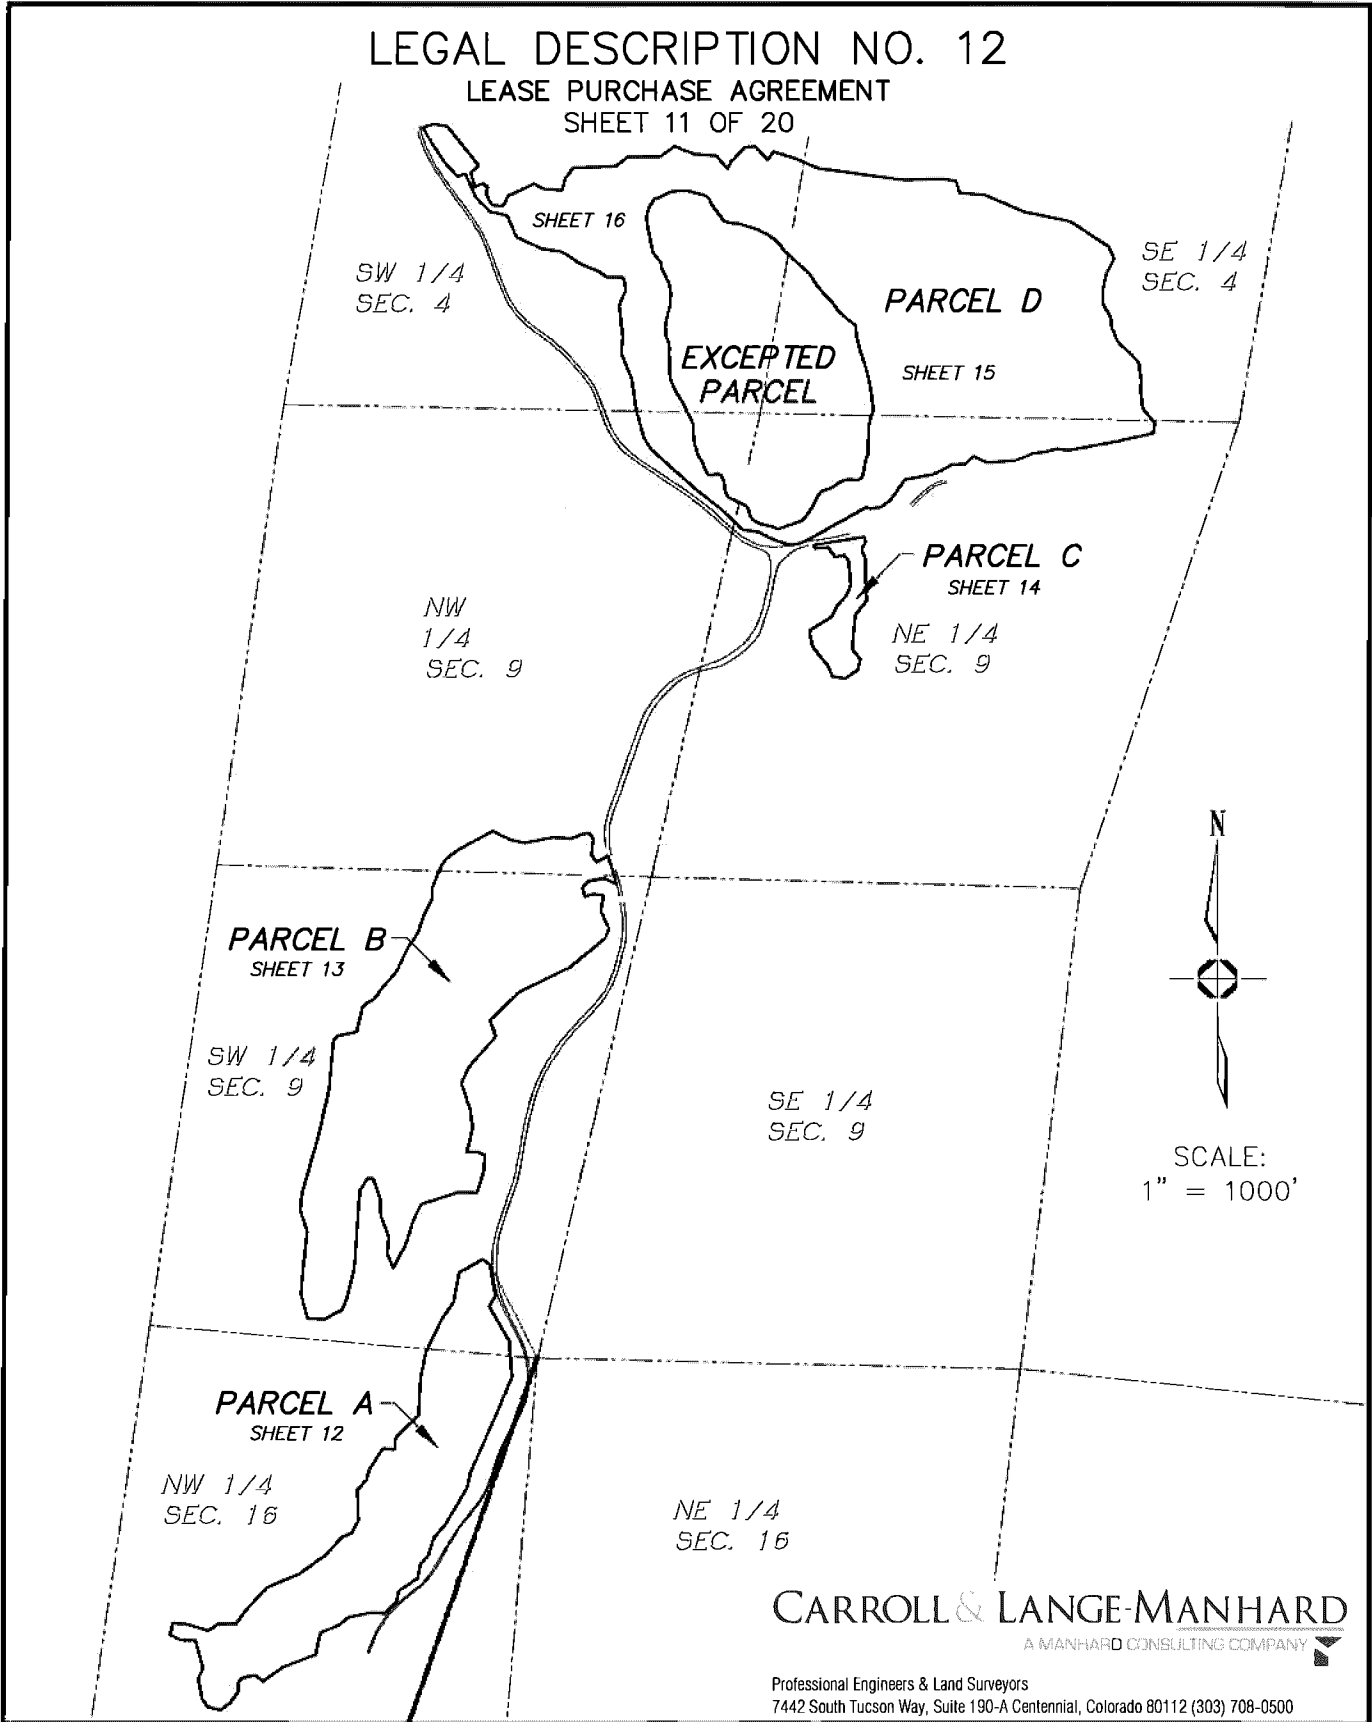 LEGAL DESCRIPTION NO. 12
LEASE PURCHASE AGREEMENT
SHEET 11 OF 20
SHEET 16
SW 1/4
SEC. 4
SE 1/4
SEC. 4
PARCEL D
EXCEPTED
PARCEL
SHEET 15
PARCEL C
SHEET 14
NW
1/4
SEC. 9
NE 1/4
SEC. 9
N
PARCEL B
SHEET 13
SW 1/4
SEC. 9
SE 1/4
SEC. 9
SCALE:
1" = 1000'
PARCEL A
SHEET 12
NW 1/4
SEC. 16
NE 1/4
SEC. 16
CARROLL & LANGE-MANHARD
A MANHARD CONSULTING COMPANY
Professional Engineers & Land Surveyors
7442 South Tucson Way, Suite 190-A Centennial, Colorado 80112 (303) 708-0500